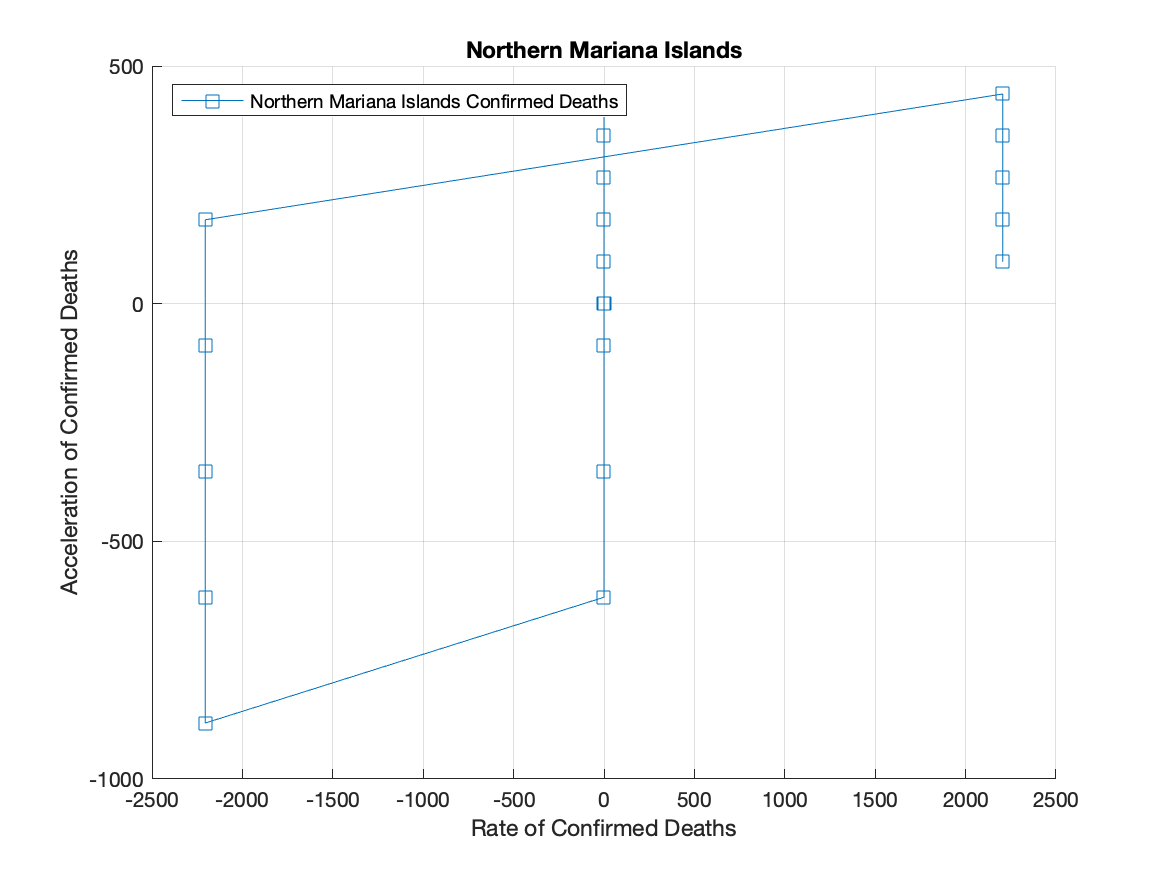 Northern Mariana Islands
500
Northern Mariana Islands Confirmed Deaths
0
-500
-1000
Acceleration of Confirmed Deaths
-2500 -2000 -1500 -1000 -500 0 500 1000 1500 2000 2500
Rate of Confirmed Deaths